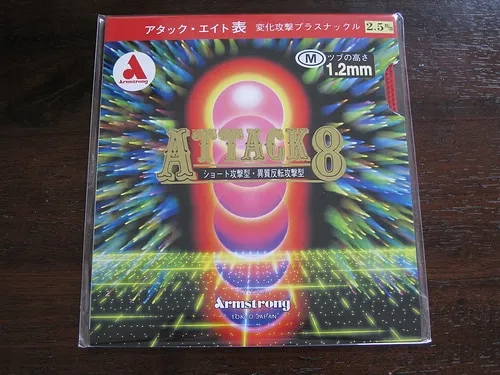 アタック・エイト表 変化攻撃プラスナックル 2.5
Armstrong
M ツブの高さ
1.2mm
ATTACK 8
ショート攻撃型・異質反転攻撃型
Armstrong
TOKYO JAPAN